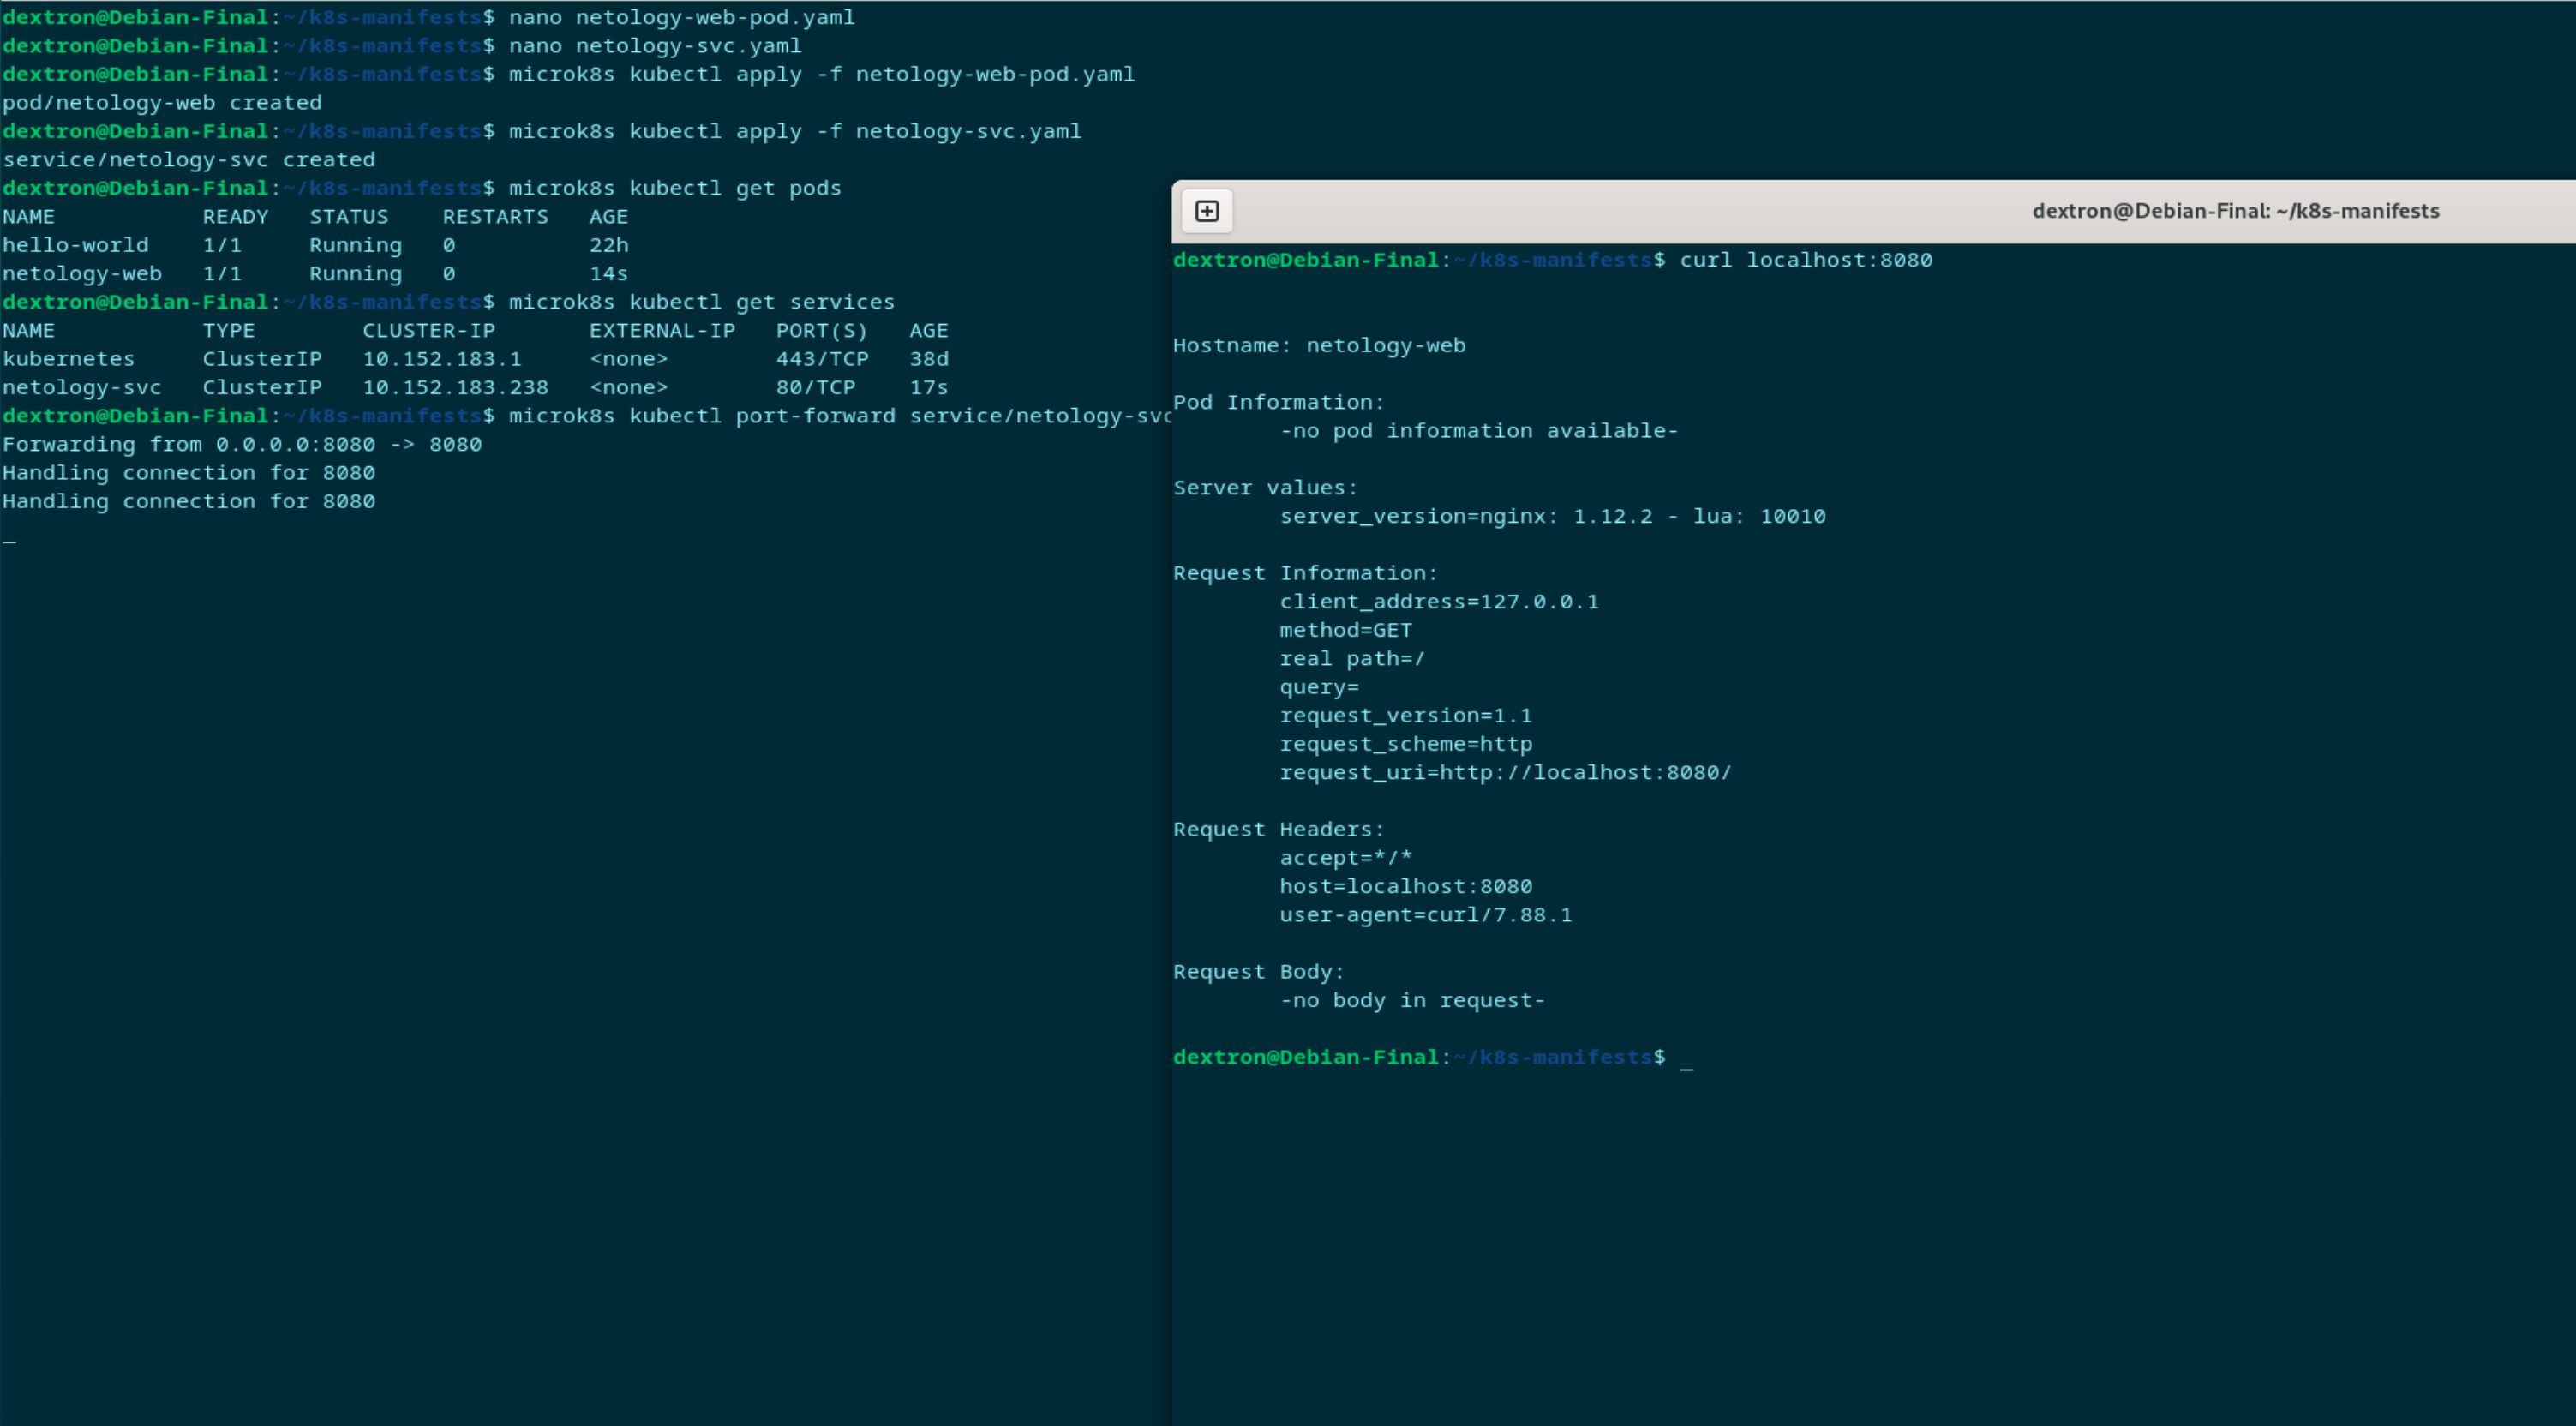 dextron@Debian-Final:~/k8s-manifests$ nano netology-web-pod.yaml
dextron@Debian-Final:~/k8s-manifests$ nano netology-svc.yaml
dextron@Debian-Final:~/k8s-manifests$ microk8s kubectl apply -f netology-web-pod.yaml
pod/netology-web created
dextron@Debian-Final:~/k8s-manifests$ microk8s kubectl apply -f netology-svc.yaml
service/netology-svc created
dextron@Debian-Final:~/k8s-manifests$ microk8s kubectl get pods
NAME           READY   STATUS    RESTARTS   AGE
hello-world    1/1     Running   0          22h
netology-web   1/1     Running   0          14s
dextron@Debian-Final:~/k8s-manifests$ microk8s kubectl get services
NAME           TYPE        CLUSTER-IP       EXTERNAL-IP   PORT(S)   AGE
kubernetes     ClusterIP   10.152.183.1     <none>        443/TCP   38d
netology-svc   ClusterIP   10.152.183.238   <none>        80/TCP    17s
dextron@Debian-Final:~/k8s-manifests$ microk8s kubectl port-forward service/netology-svc
Forwarding from 0.0.0.0:8080 -> 8080
Handling connection for 8080
Handling connection for 8080
_
dextron@Debian-Final: ~/k8s-manifests
dextron@Debian-Final:~/k8s-manifests$ curl localhost:8080
Hostname: netology-web
Pod Information:
-no pod information available-
Server values:
server_version=nginx: 1.12.2 - lua: 10010
Request Information:
client_address=127.0.0.1
method=GET
real path=/
query=
request_version=1.1
request_scheme=http
request_uri=http://localhost:8080/
Request Headers:
accept=*/*
host=localhost:8080
user-agent=curl/7.88.1
Request Body:
-no body in request-
dextron@Debian-Final:~/k8s-manifests$ _